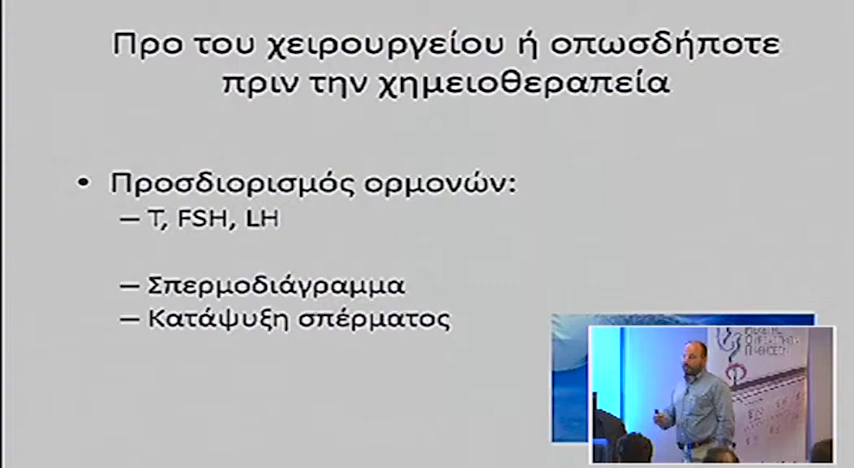 Προ του χειρουργείου ή οπωσδήποτε
πριν την χημειοθεραπεία
• Προσδιορισμός ορμονών:
– T, FSH, LH
– Σπερμοδιάγραμμα
– Κατάψυξη σπέρματος